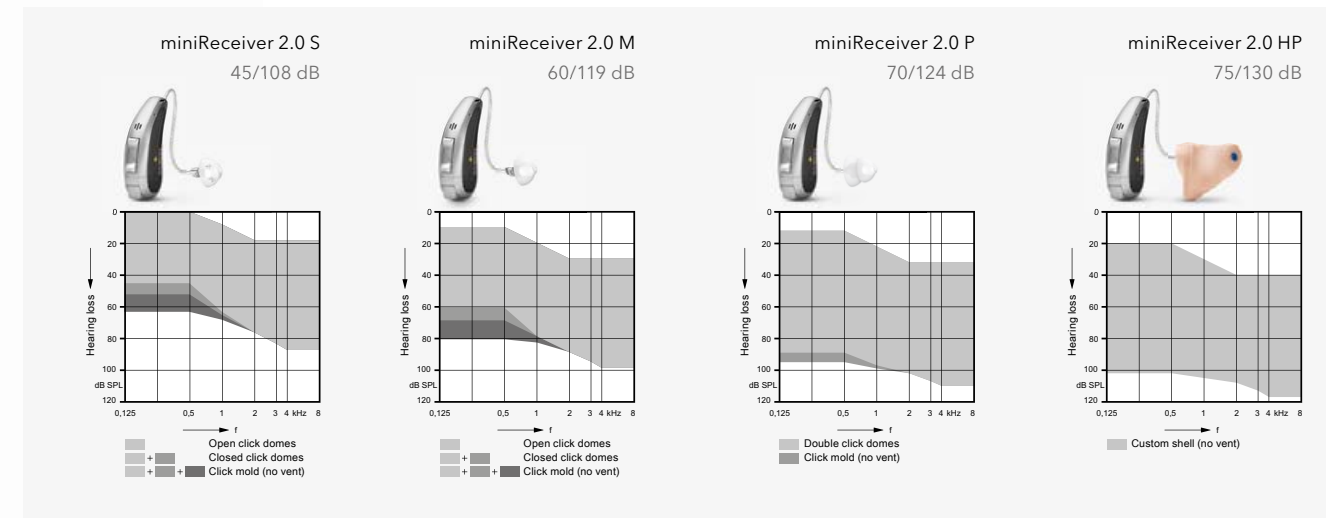 miniReceiver 2.0 S
45/108 dB
0
20
40
60
80
100
dB SPL
120
Hearing loss
0,125 0,5 1 2 3 4 kHz 8
f
Open click domes
+ Closed click domes
+ + Click mold (no vent)
miniReceiver 2.0 M
60/119 dB
0
20
40
60
80
100
dB SPL
120
Hearing loss
0,125 0,5 1 2 3 4 kHz 8
f
Open click domes
+ Closed click domes
+ + Click mold (no vent)
miniReceiver 2.0 P
70/124 dB
0
20
40
60
80
100
dB SPL
120
Hearing loss
0,125 0,5 1 2 3 4 kHz 8
f
Double click domes
Click mold (no vent)
miniReceiver 2.0 HP
75/130 dB
0
20
40
60
80
100
dB SPL
120
Hearing loss
0,125 0,5 1 2 3 4 kHz 8
f
Custom shell (no vent)